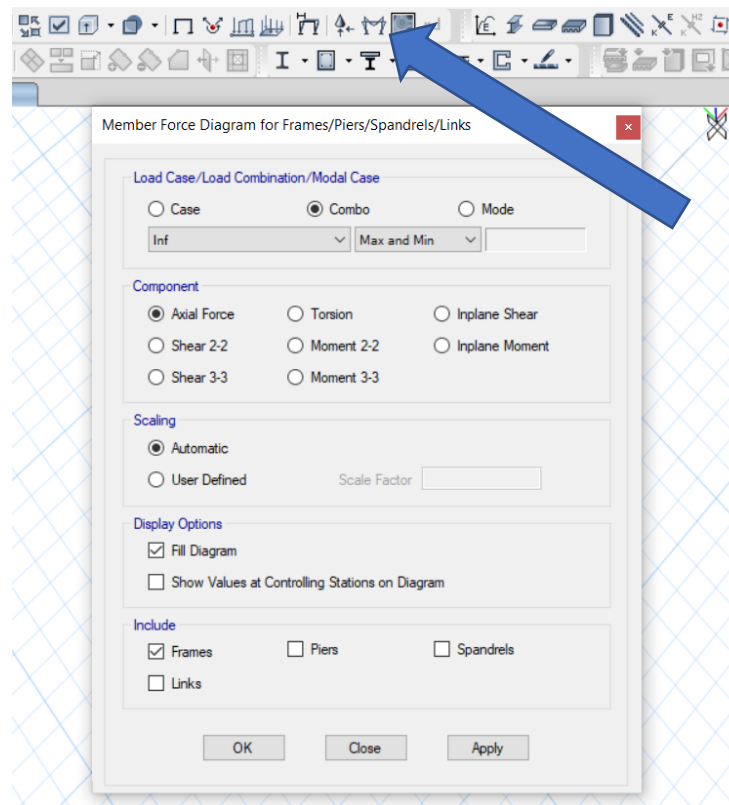 Member Force Diagram for Frames/Piers/Spandrels/Links
Load Case/Load Combination/Modal Case
Case Combo Mode
Inf Max and Min
Component
Axial Force Torsion Inplane Shear
Shear 2-2 Moment 2-2 Inplane Moment
Shear 3-3 Moment 3-3
Scaling
Automatic
User Defined Scale Factor
Display Options
Fill Diagram
Show Values at Controlling Stations on Diagram
Include
Frames Piers Spandrels
Links
OK Close Apply